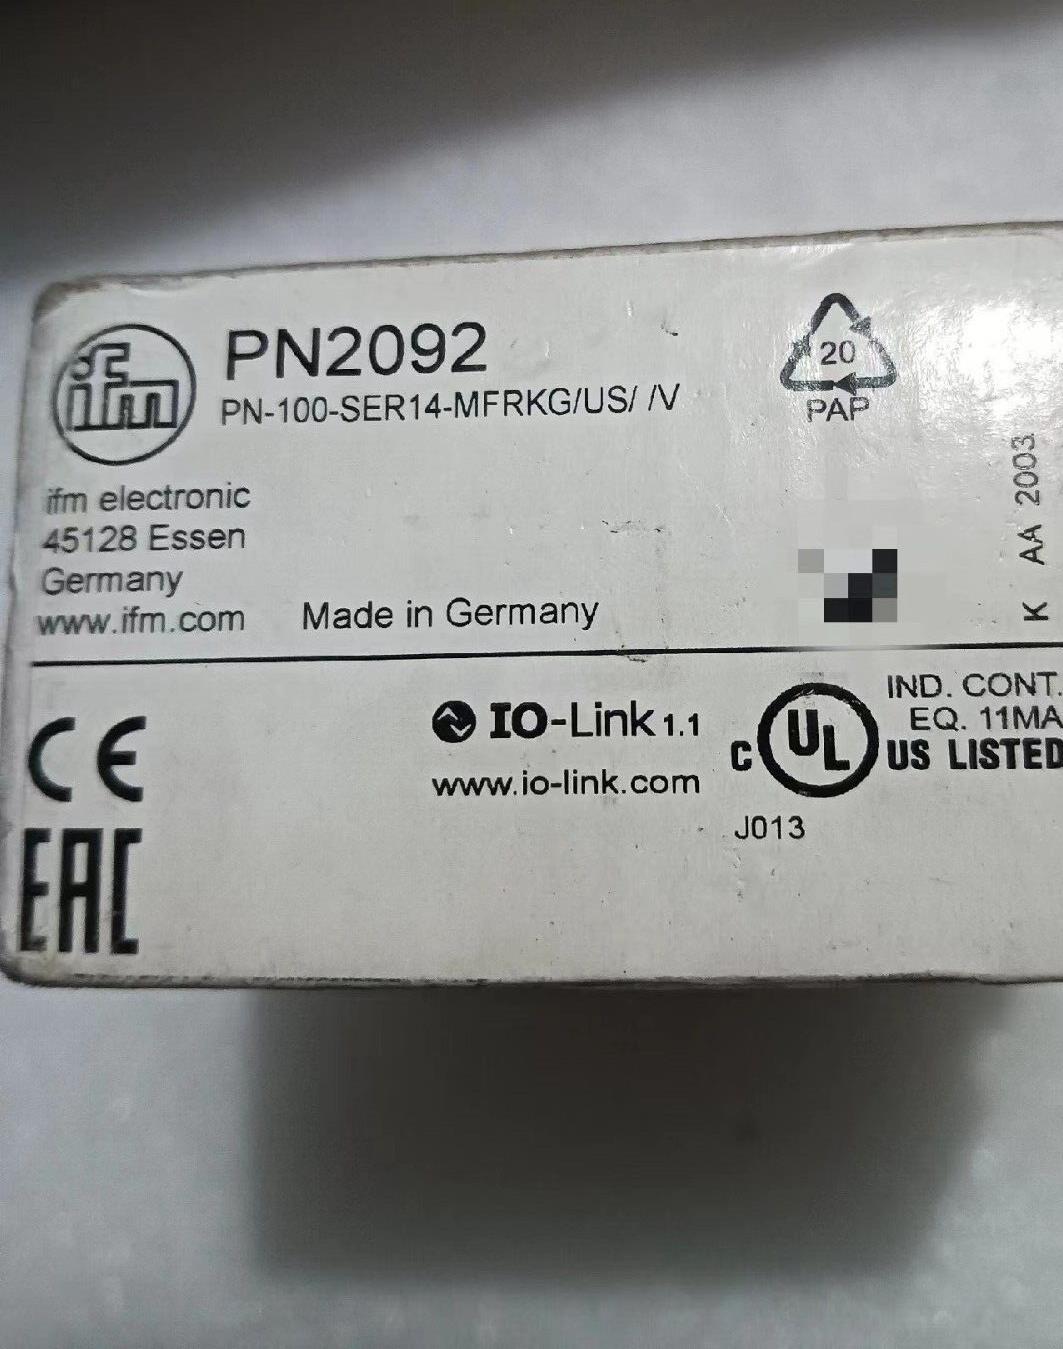 ifm
PN2092
PN-100-SER14-MFRKG/US/ /V
20
PAP
ifm electronic
45128 Essen
Germany
www.ifm.com
Made in Germany
K AA 2003
CE
EAC
IO-Link 1.1
www.io-link.com
C UL US LISTED
IND. CONT.
EQ. 11MA
J013